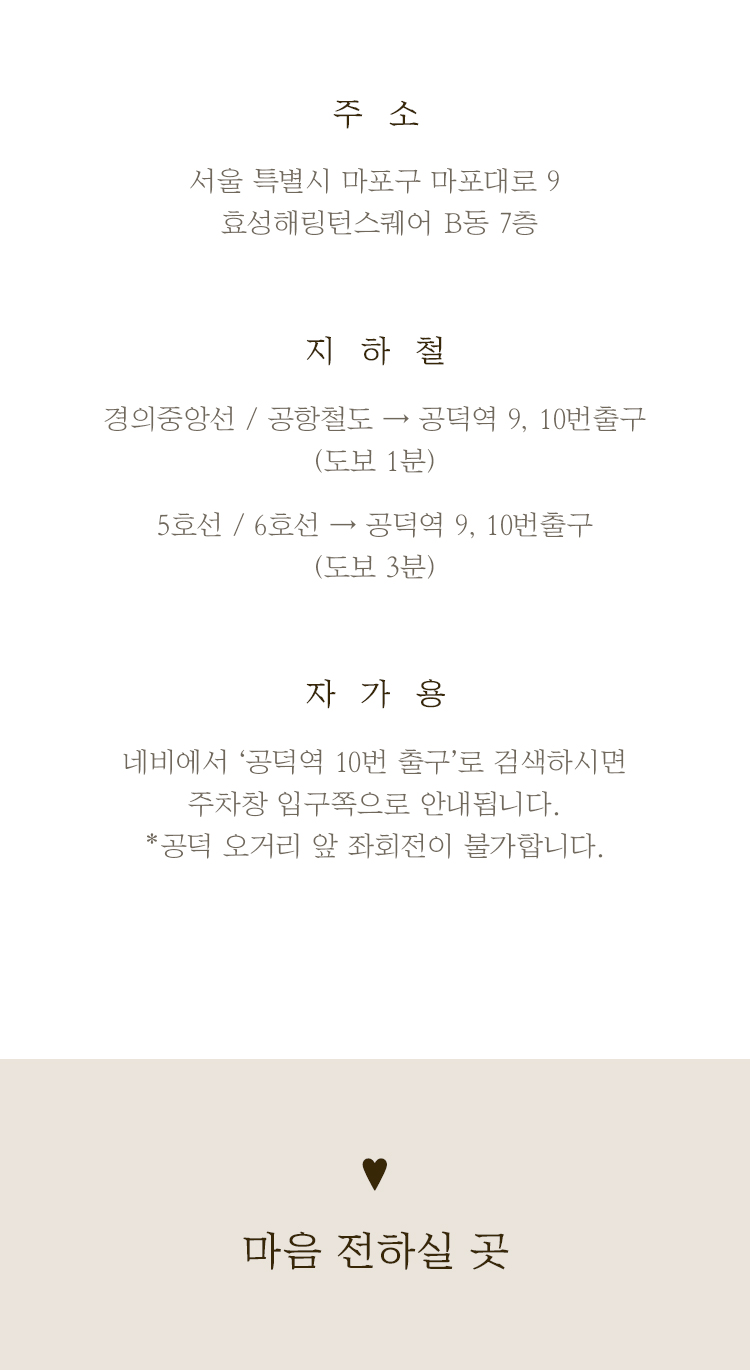 주 소
서울 특별시 마포구 마포대로 9
효성해링턴스퀘어 B동 7층
지 하 철
경의중앙선 / 공항철도 → 공덕역 9, 10번출구
(도보 1분)
5호선 / 6호선 → 공덕역 9, 10번출구
(도보 3분)
자 가 용
네비에서 ‘공덕역 10번 출구’로 검색하시면
주차창 입구쪽으로 안내됩니다.
*공덕 오거리 앞 좌회전이 불가합니다.
♥
마음 전하실 곳